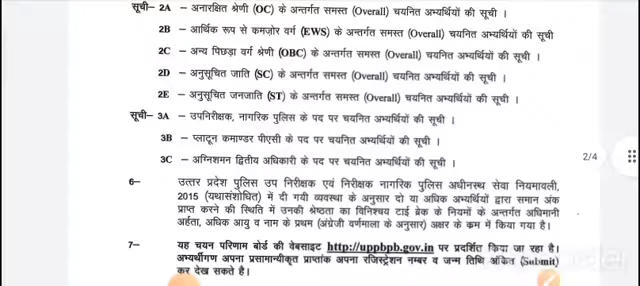 सूची– 2A – अनारक्षित श्रेणी (OC) के अन्तर्गत समस्त (Overall) चयनित अभ्यर्थियों की सूची ।
2B – आर्थिक रूप से कमज़ोर वर्ग (EWS) के अन्तर्गत समस्त (Overall) चयनित अभ्यर्थियों की सूची
2C – अन्य पिछड़ा वर्ग श्रेणी (OBC) के अन्तर्गत समस्त (Overall) चयनित अभ्यर्थियों की सूची ।
2D – अनुसूचित जाति (SC) के अन्तर्गत समस्त (Overall) चयनित अभ्यर्थियों की सूची ।
2E – अनुसूचित जनजाति (ST) के अन्तर्गत समस्त (Overall) चयनित अभ्यर्थियों की सूची ।
सूची– 3A – उपनिरीक्षक, नागरिक पुलिस के पद पर चयनित अभ्यर्थियों की सूची ।
3B – प्लाटून कमाण्डर पीएसी के पद पर चयनित अभ्यर्थियों की सूची ।
3C – अग्निशमन द्वितीय अधिकारी के पद पर चयनित अभ्यर्थियों की सूची ।
2/4
6– उत्तर प्रदेश पुलिस उप निरीक्षक एवं निरीक्षक नागरिक पुलिस अधीनस्थ सेवा नियमावली,
2015 (यथासंशोधित) में दी गयी व्यवस्था के अनुसार दो या अधिक अभ्यर्थियों द्वारा समान अंक
प्राप्त करने की स्थिति में उनकी श्रेष्ठता का विनिश्चय टाई ब्रेक के नियमों के अन्तर्गत अधिमानी
अर्हता, अधिक आयु व नाम के प्रथम (अंग्रेजी वर्णमाला के अनुसार) अक्षर के क्रम में किया गया है।
7– यह चयन परिणाम बोर्ड की वेबसाइट http://uppbpb.gov.in पर प्रदर्शित किया जा रहा है।
अभ्यर्थीगण अपना प्रसामान्यीकृत प्राप्तांक अपना रजिस्ट्रेशन नम्बर व जन्म तिथि अंकित (Submit)
कर देख सकते है।